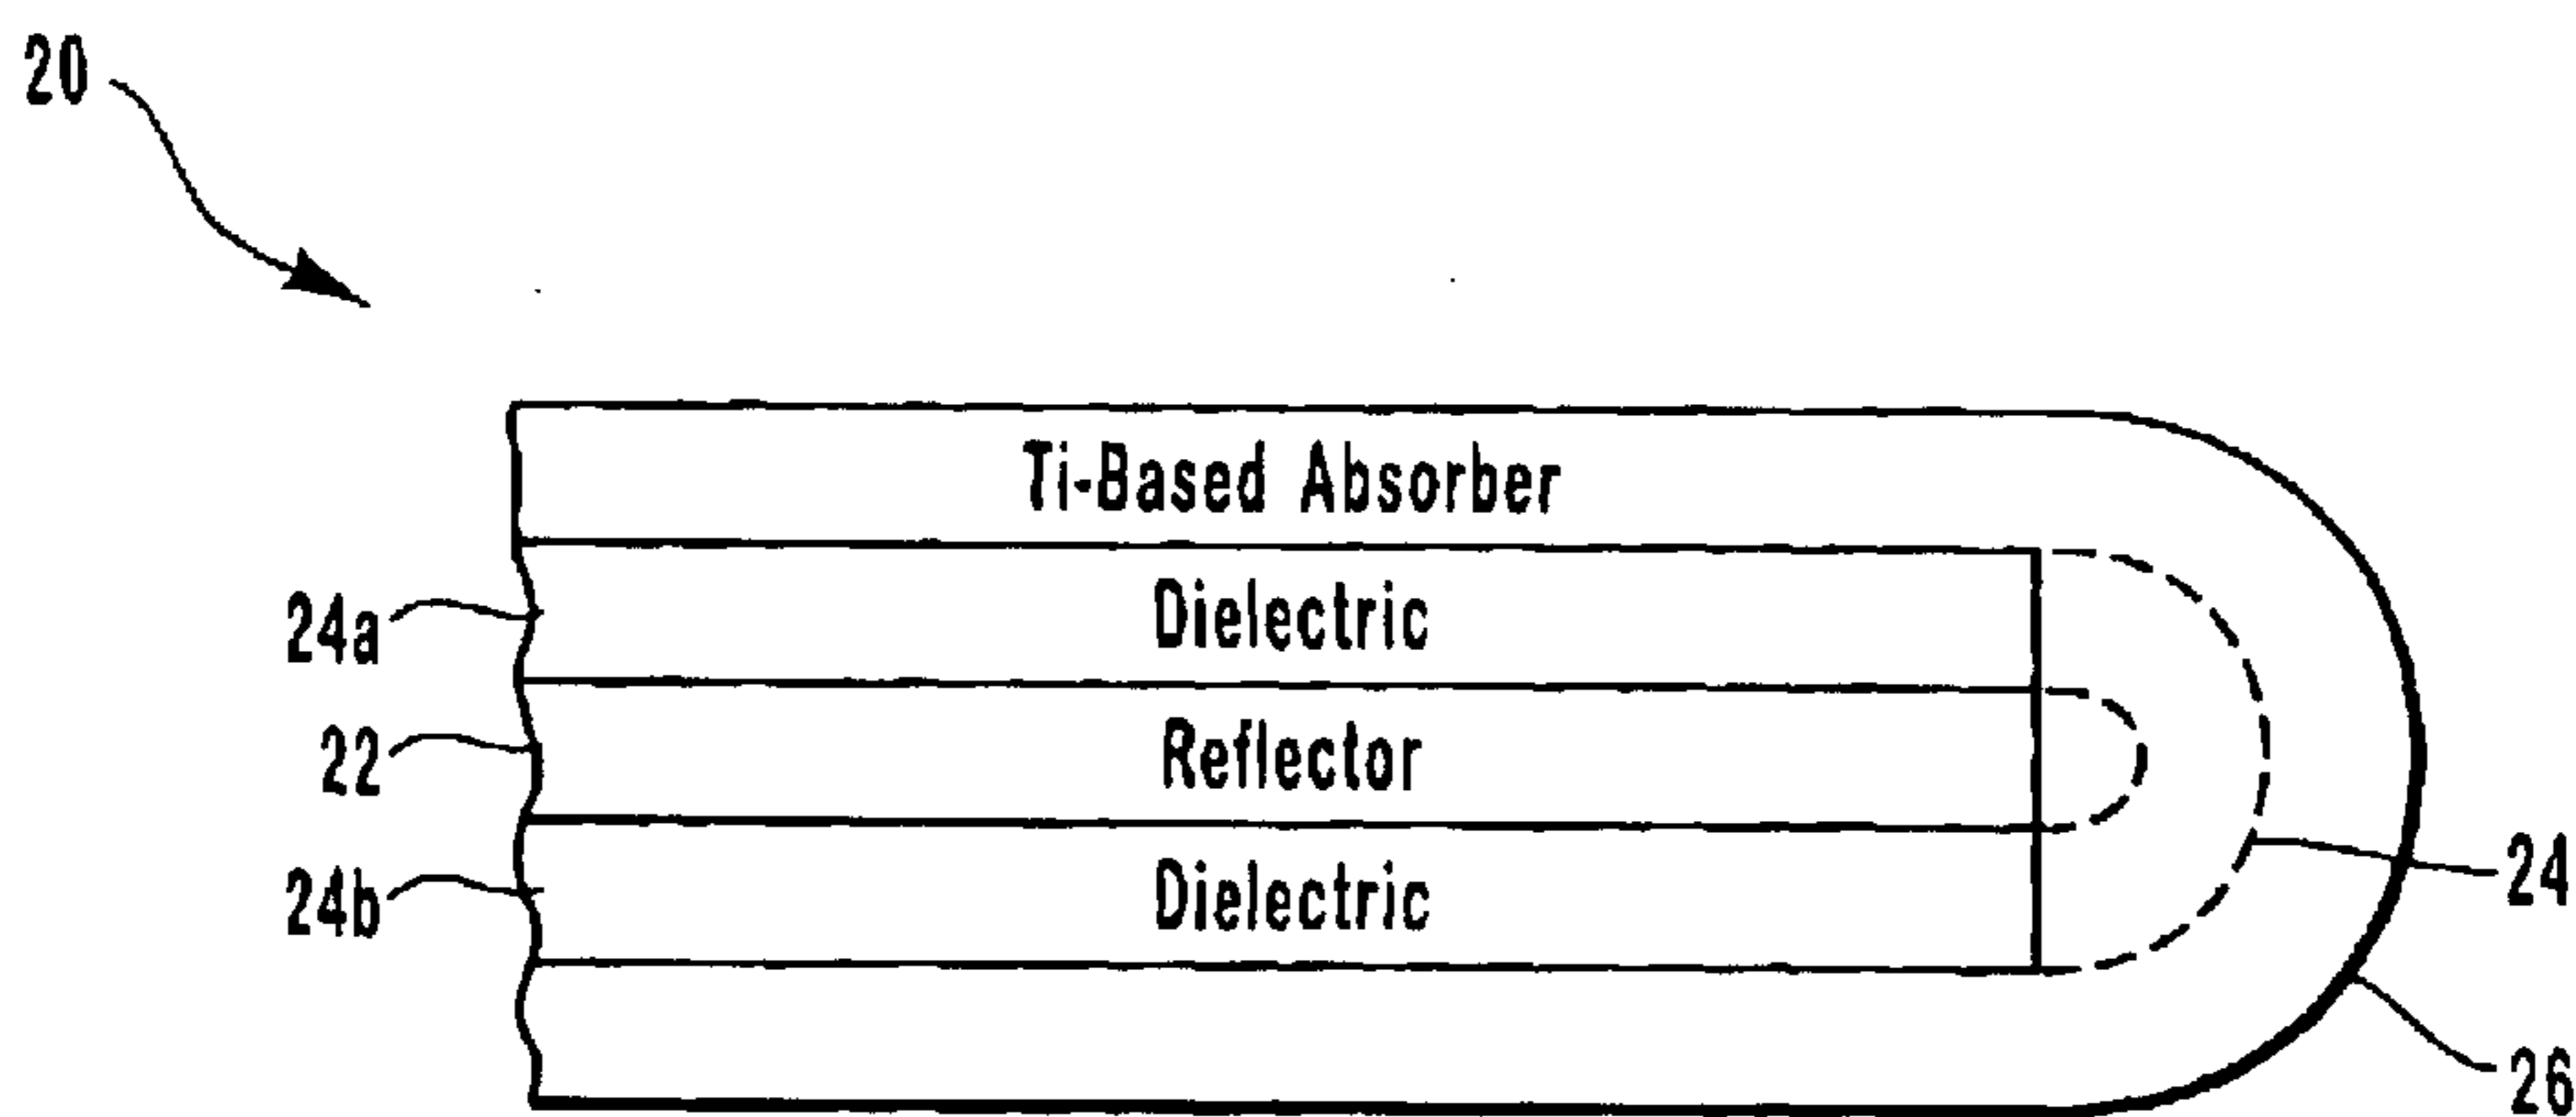 20
Ti-Based Absorber
24a
Dielectric
22
Reflector
24b
Dielectric
24
26